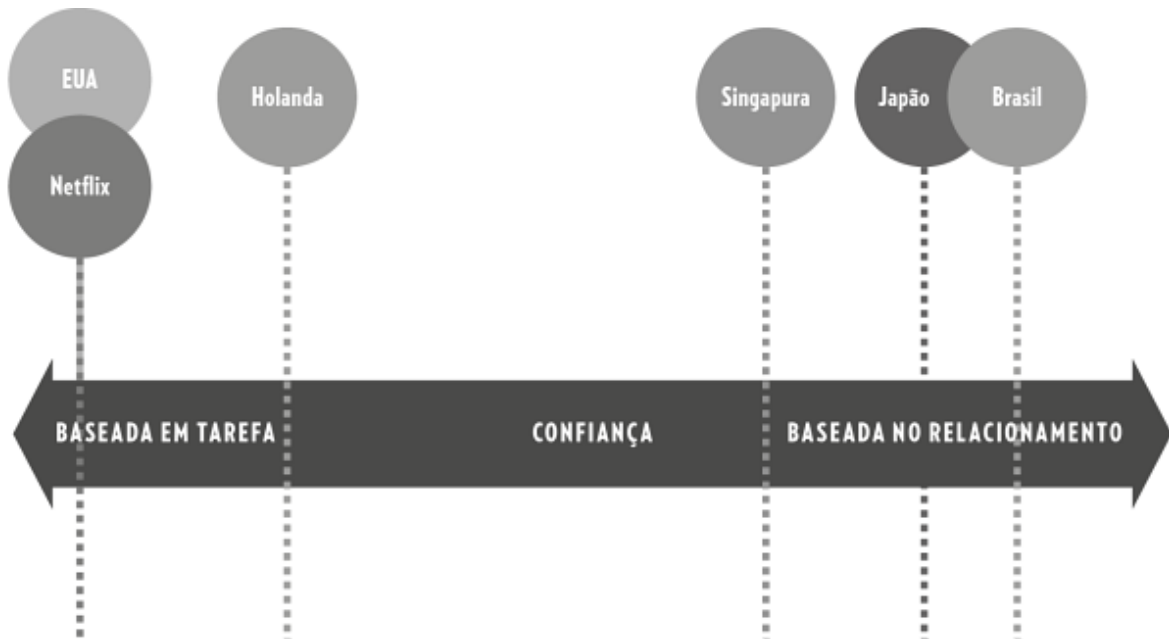 EUA
Netflix
Holanda
Singapura
Japão
Brasil
BASEADA EM TAREFA
CONFIANÇA
BASEADA NO RELACIONAMENTO